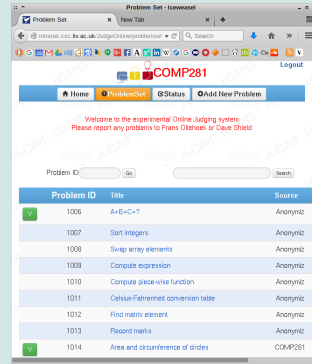 Problem Set - Iceweasel
Problem Set
New Tab
intranet.csc.liv.ac.uk/JudgeOnline/problemset
Search
Logout
COMP281
Home
ProblemSet
Status
Add New Problem
Welcome to the experimental Online Judging system
Please report any problems to Frans Oliehoek or Dave Shield
Problem ID
Go
Search
Problem ID Title Source
Y 1006 A+B+C=? Anonymiz
1007 Sort integers Anonymiz
1008 Swap array elements Anonymiz
1009 Compute expression Anonymiz
1010 Compute piece-wise function Anonymiz
1011 Celsius-Fahrenheit conversion table Anonymiz
1012 Find matrix element Anonymiz
1013 Record marks Anonymiz
Y 1014 Area and circumference of circles COMP281